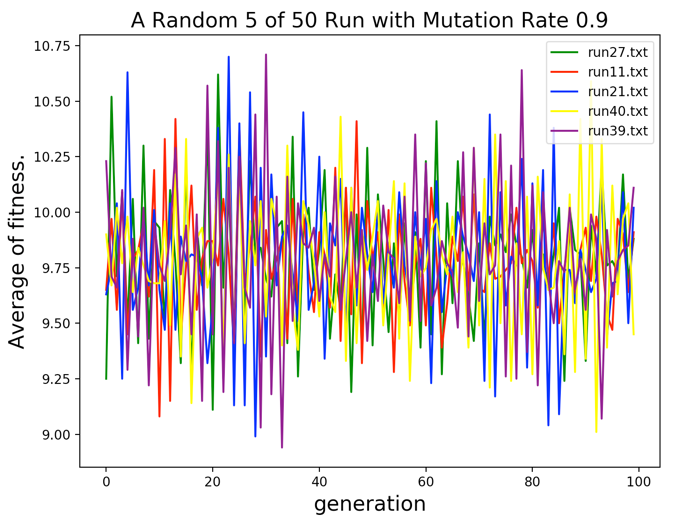 A Random 5 of 50 Run with Mutation Rate 0.9
10.75
10.50
10.25
10.00
9.75
9.50
9.25
9.00
Average of fitness.
run27.txt
run11.txt
run21.txt
run40.txt
run39.txt
0 20 40 60 80 100
generation